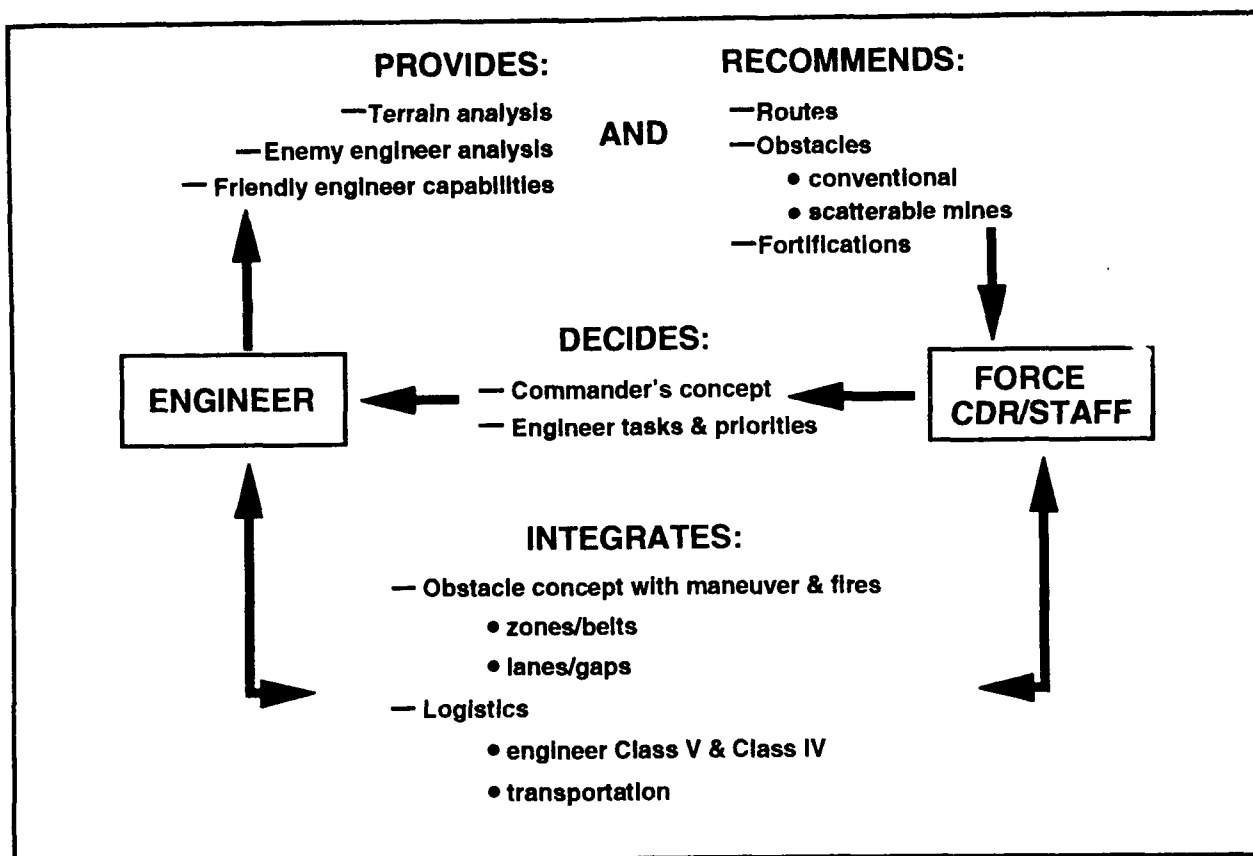 PROVIDES:
—Terrain analysis
—Enemy engineer analysis
— Friendly engineer capabilities
AND
RECOMMENDS:
—Routes
—Obstacles
• conventional
• scatterable mines
—Fortifications
DECIDES:
— Commander's concept
— Engineer tasks & priorities
ENGINEER
FORCE
CDR/STAFF
INTEGRATES:
— Obstacle concept with maneuver & fires
• zones/belts
• lanes/gaps
— Logistics
• engineer Class V & Class IV
• transportation